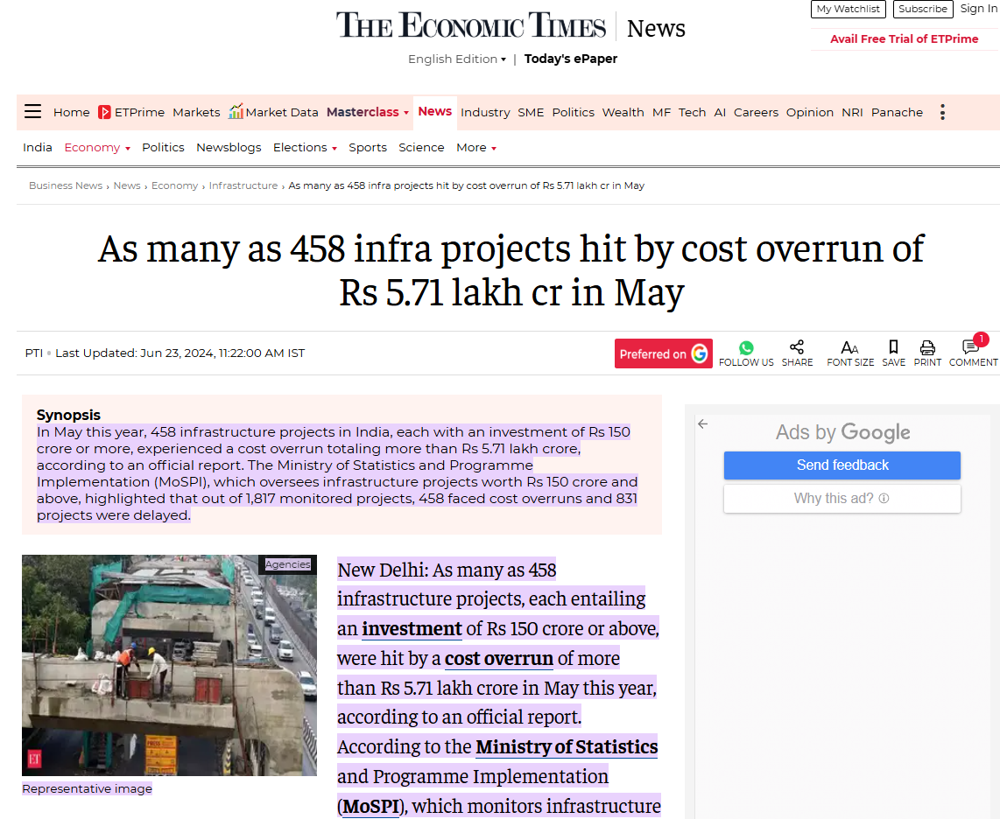 THE ECONOMIC TIMES | News
My Watchlist Subscribe Sign In
Avail Free Trial of ETPrime
English Edition | Today's ePaper
Home ETPrime Markets Market Data Masterclass News Industry SME Politics Wealth MF Tech AI Careers Opinion NRI Panache
India Economy Politics Newsblogs Elections Sports Science More
Business News › News › Economy › Infrastructure › As many as 458 infra projects hit by cost overrun of Rs 5.71 lakh cr in May
As many as 458 infra projects hit by cost overrun of
Rs 5.71 lakh cr in May
PTI Last Updated: Jun 23, 2024, 11:22:00 AM IST
Preferred on G
FOLLOW US SHARE FONT SIZE SAVE PRINT COMMENT 1
Synopsis
In May this year, 458 infrastructure projects in India, each with an investment of Rs 150
crore or more, experienced a cost overrun totaling more than Rs 5.71 lakh crore,
according to an official report. The Ministry of Statistics and Programme
Implementation (MoSPI), which oversees infrastructure projects worth Rs 150 crore and
above, highlighted that out of 1,817 monitored projects, 458 faced cost overruns and 831
projects were delayed.
Ads by Google
Send feedback
Why this ad?
Agencies
ET
Representative image
New Delhi: As many as 458
infrastructure projects, each entailing
an investment of Rs 150 crore or above,
were hit by a cost overrun of more
than Rs 5.71 lakh crore in May this year,
according to an official report.
According to the Ministry of Statistics
and Programme Implementation
(MoSPI), which monitors infrastructure